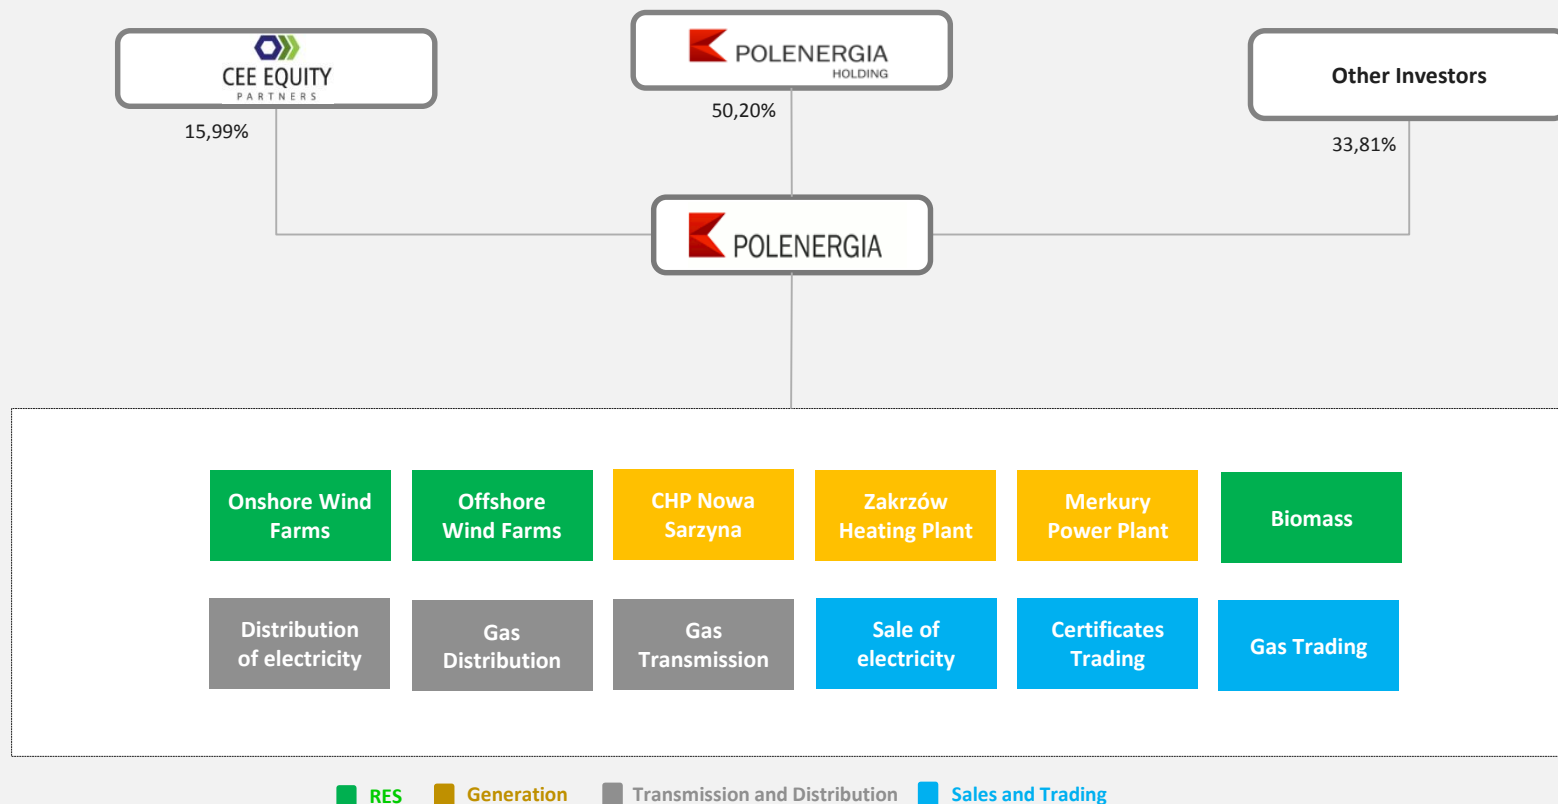 CEE EQUITY
PARTNERS
POLENERGIA
HOLDING
Other Investors
15,99%
50,20%
33,81%
POLENERGIA
Onshore Wind
Farms
Offshore
Wind Farms
CHP Nowa
Sarzyna
Zakrzów
Heating Plant
Merkury
Power Plant
Biomass
Distribution
of electricity
Gas
Distribution
Gas
Transmission
Sale of
electricity
Certificates
Trading
Gas Trading
RES
Generation
Transmission and Distribution
Sales and Trading